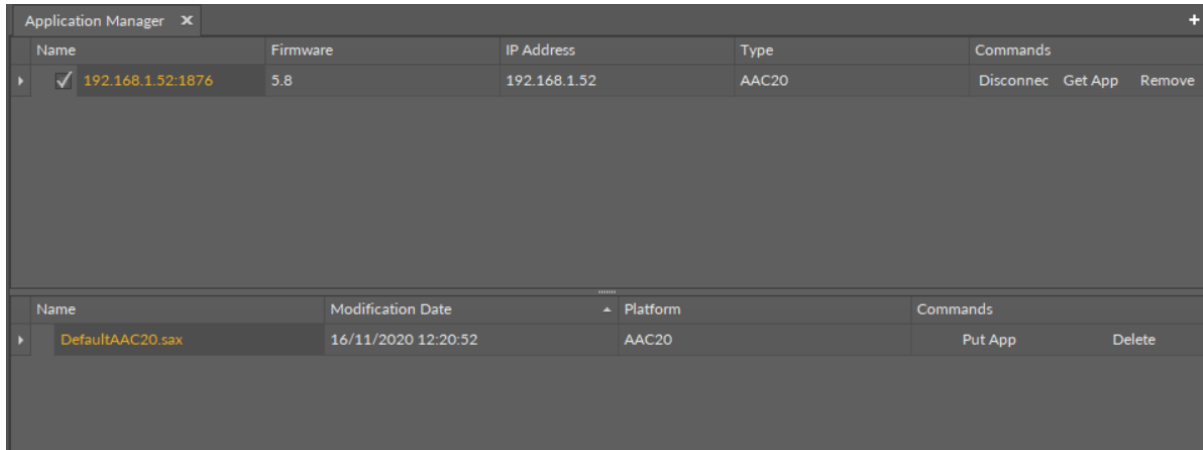 Application Manager
Name Firmware IP Address Type Commands
192.168.1.52:1876 5.8 192.168.1.52 AAC20 Disconnec Get App Remove
Name Modification Date Platform Commands
DefaultAAC20.sax 16/11/2020 12:20:52 AAC20 Put App Delete